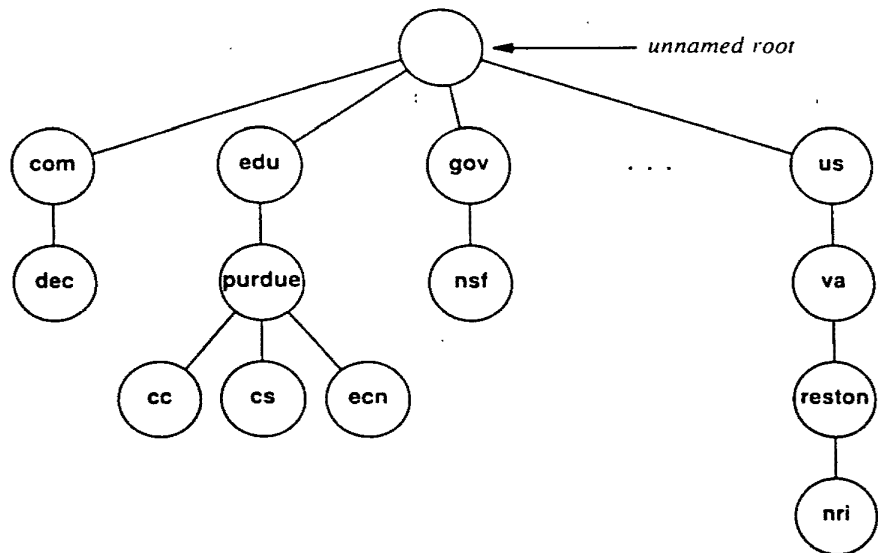 unnamed root
com edu gov . . . us
dec purdue nsf va
cc cs ecn reston
nri